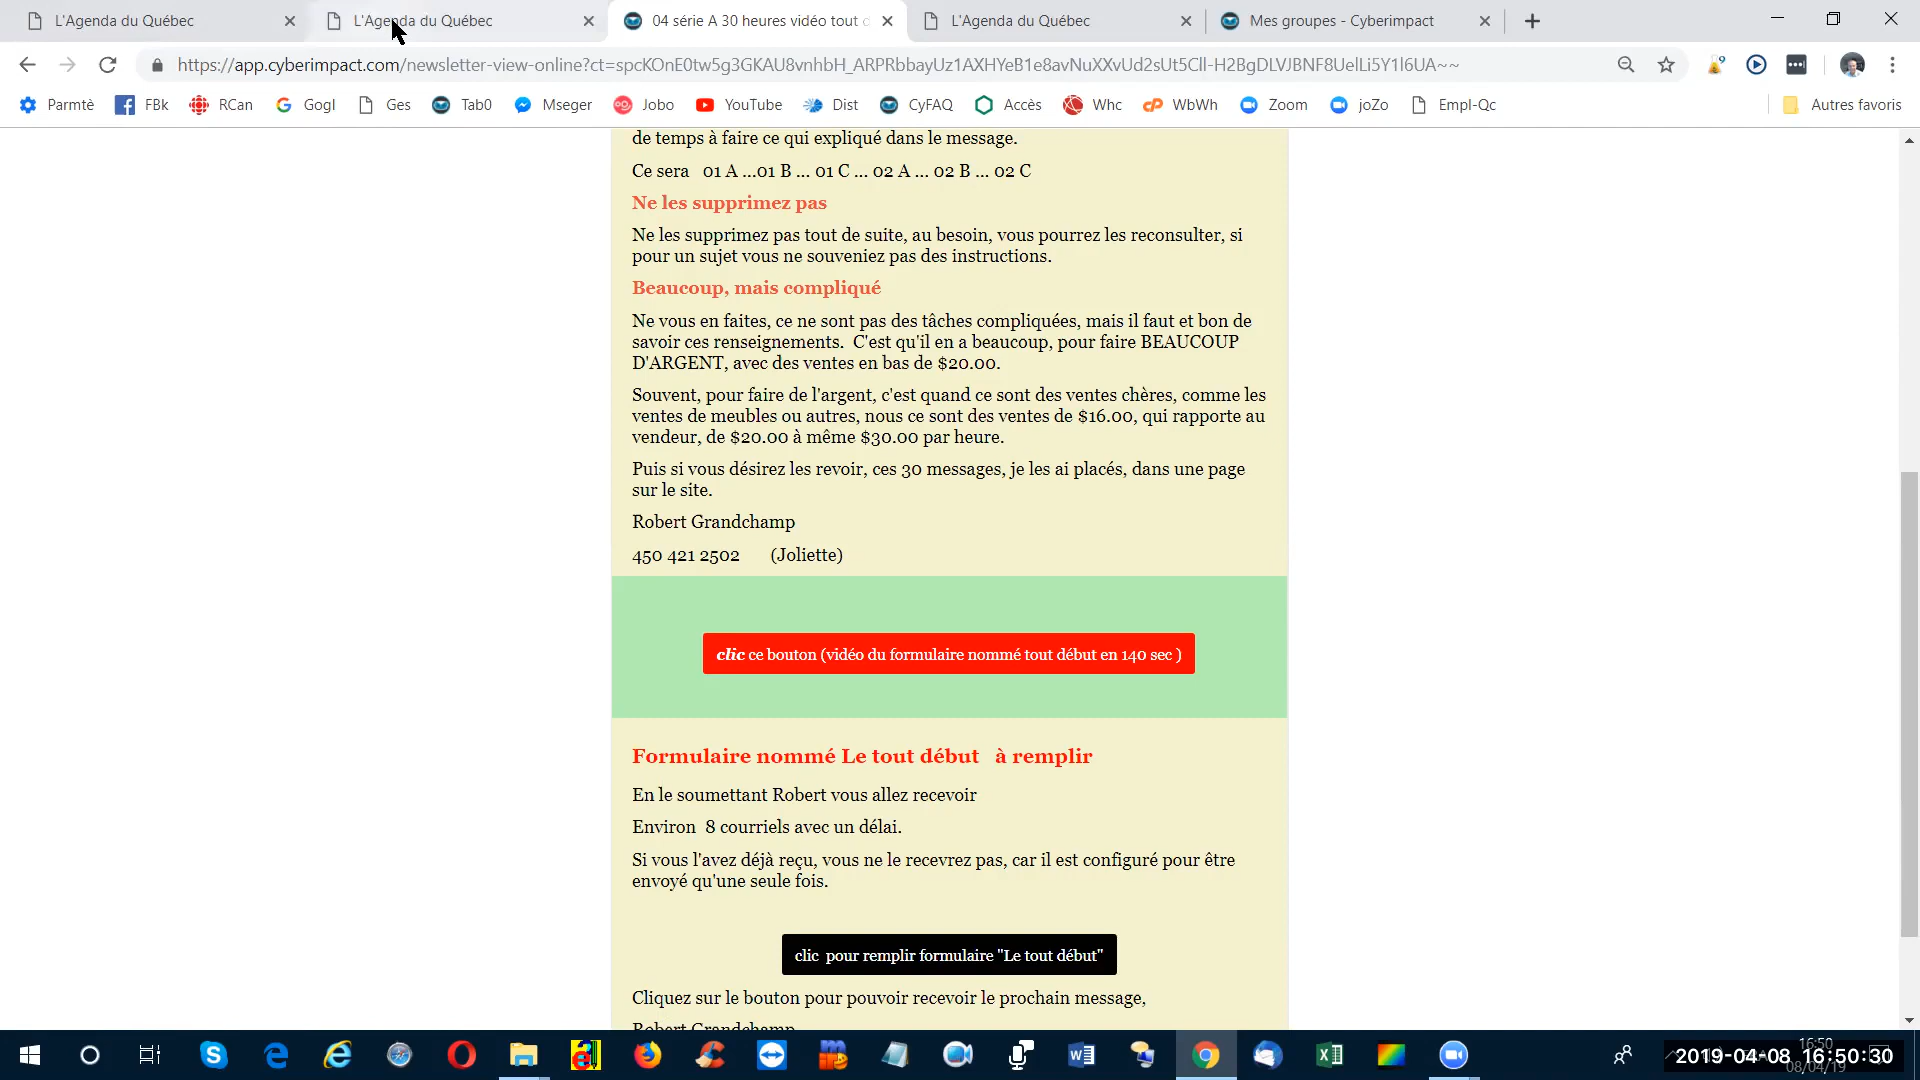 L'Agenda du Québec
L'Agenda du Québec
04 série A 30 heures vidéo tout d
L'Agenda du Québec
Mes groupes - Cyberimpact
https://app.cyberimpact.com/newsletter-view-online?ct=spcKOnE0tw5g3GKAU8vnhbH_ARPRbbayUz1AXHYeB1e8avNuXXvUd2sUt5Cll-H2BgDLVJBNF8UelLi5Y1l6UA~~
Parmtè FBk RCan Gogl Ges Tab0 Mseger Jobo YouTube Dist CyFAQ Accès Whc WbWh Zoom joZo Empl-Qc Autres favoris
de temps à faire ce qui expliqué dans le message.
Ce sera 01 A ...01 B ... 01 C ... 02 A ... 02 B ... 02 C
Ne les supprimez pas
Ne les supprimez pas tout de suite, au besoin, vous pourrez les reconsulter, si
pour un sujet vous ne souveniez pas des instructions.
Beaucoup, mais compliqué
Ne vous en faites, ce ne sont pas des tâches compliquées, mais il faut et bon de
savoir ces renseignements. C'est qu'il en a beaucoup, pour faire BEAUCOUP
D'ARGENT, avec des ventes en bas de $20.00.
Souvent, pour faire de l'argent, c'est quand ce sont des ventes chères, comme les
ventes de meubles ou autres, nous ce sont des ventes de $16.00, qui rapporte au
vendeur, de $20.00 à même $30.00 par heure.
Puis si vous désirez les revoir, ces 30 messages, je les ai placés, dans une page
sur le site.
Robert Grandchamp
450 421 2502 (Joliette)
clic ce bouton (vidéo du formulaire nommé tout début en 140 sec )
Formulaire nommé Le tout début à remplir
En le soumettant Robert vous allez recevoir
Environ 8 courriels avec un délai.
Si vous l'avez déjà reçu, vous ne le recevrez pas, car il est configuré pour être
envoyé qu'une seule fois.
clic pour remplir formulaire "Le tout début"
Cliquez sur le bouton pour pouvoir recevoir le prochain message,
Robert Grandchamp
16:50
2019-04-08 16:50:30
08/04/19